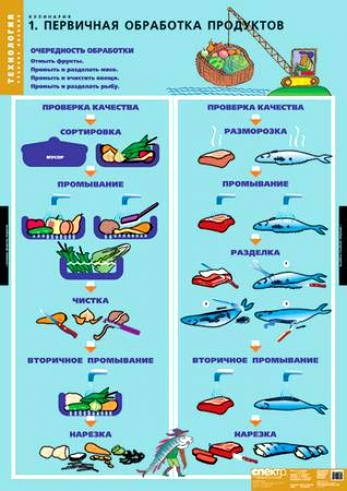 ТЕХНОЛОГИЯ
КУЛИНАРИЯ
1. ПЕРВИЧНАЯ ОБРАБОТКА ПРОДУКТОВ
ОЧЕРЕДНОСТЬ ОБРАБОТКИ
Отмыть фрукты.
Промыть и разделать мясо.
Промыть и очистить овощи.
Промыть и разделать рыбу.
ПРОВЕРКА КАЧЕСТВА
СОРТИРОВКА
МУСОР
ПРОМЫВАНИЕ
ЧИСТКА
ВТОРИЧНОЕ ПРОМЫВАНИЕ
НАРЕЗКА
ПРОВЕРКА КАЧЕСТВА
РАЗМОРОЗКА
ПРОМЫВАНИЕ
РАЗДЕЛКА
ВТОРИЧНОЕ ПРОМЫВАНИЕ
НАРЕЗКА
спектр